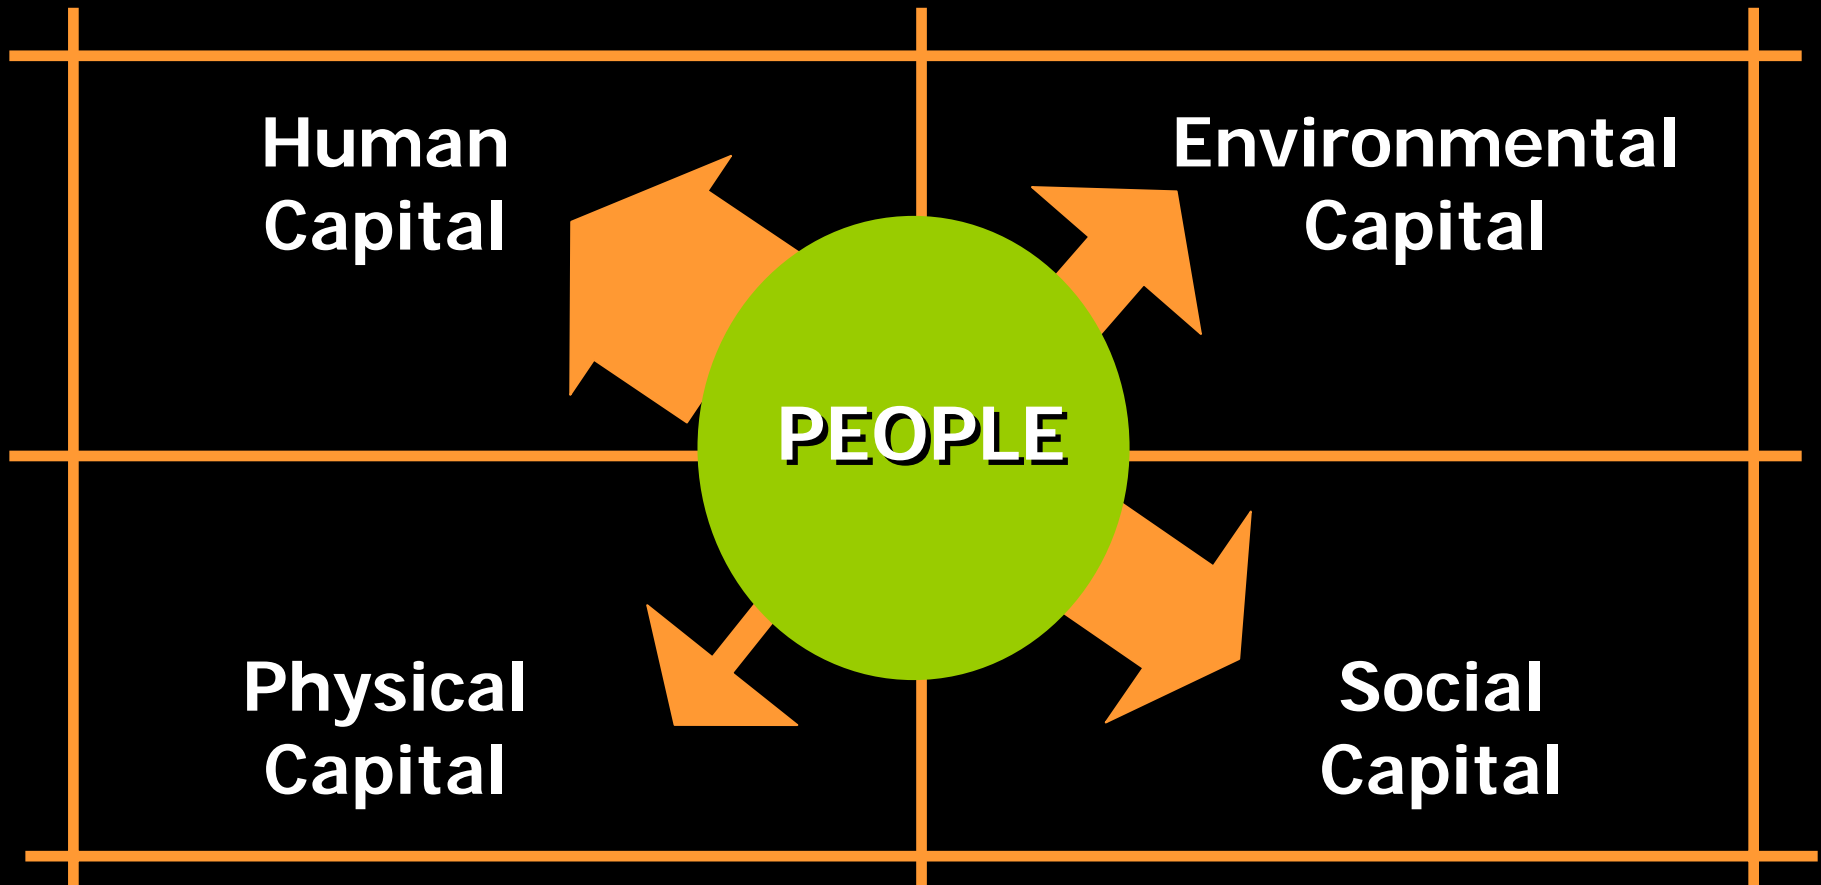 Human
Capital
Environmental
Capital
PEOPLE
Physical
Capital
Social
Capital